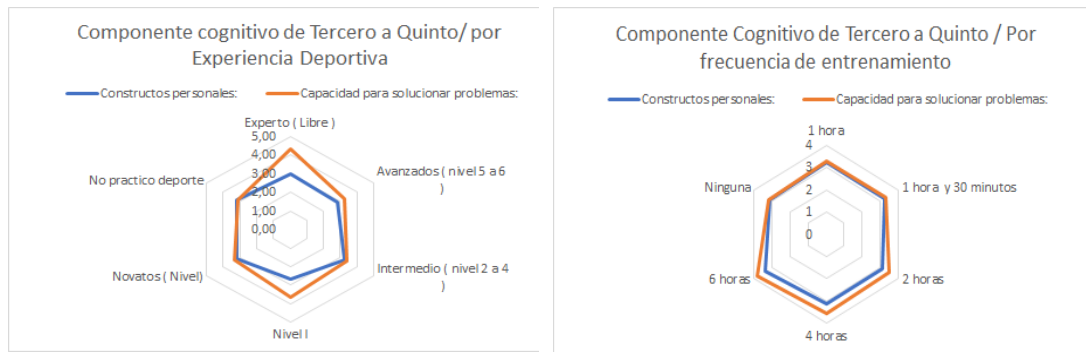 Componente cognitivo de Tercero a Quinto/ por
Experiencia Deportiva
Constructos personales:
Capacidad para solucionar problemas:
Experto ( Libre )
5,00
4,00
3,00
2,00
1,00
0,00
Avanzados ( nivel 5 a 6
)
Intermedio ( nivel 2 a 4
)
Nivel I
Novatos ( Nivel)
No practico deporte
Componente Cognitivo de Tercero a Quinto / Por
frecuencia de entrenamiento
Constructos personales:
Capacidad para solucionar problemas:
1 hora
4
3
2
1
0
1 hora y 30 minutos
2 horas
4 horas
6 horas
Ninguna